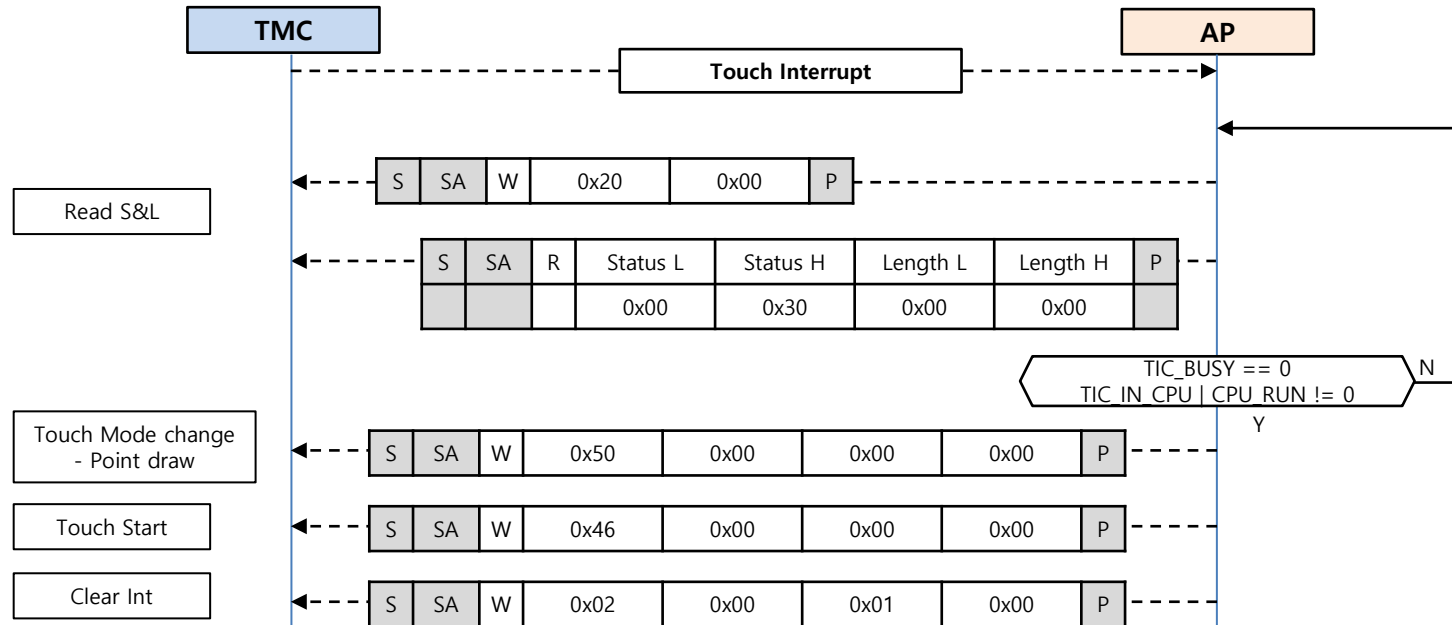 TMC
AP
Touch Interrupt
S SA W 0x20 0x00 P
Read S&L
S SA R Status L Status H Length L Length H P
0x00 0x30 0x00 0x00
TIC_BUSY == 0
TIC_IN_CPU | CPU_RUN != 0
N
Y
Touch Mode change
- Point draw
S SA W 0x50 0x00 0x00 0x00 P
Touch Start
S SA W 0x46 0x00 0x00 0x00 P
Clear Int
S SA W 0x02 0x00 0x01 0x00 P